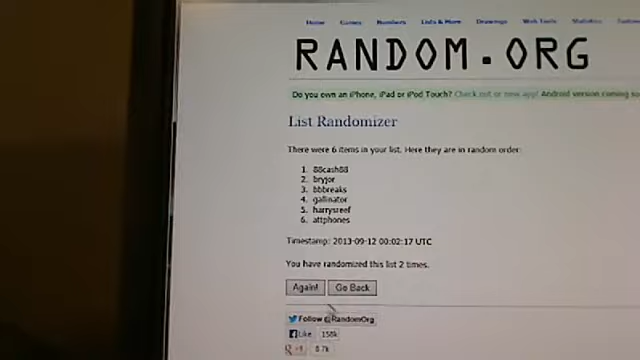 Home Games Numbers Lists & More Drawings Web Tools Statistics
RANDOM.ORG
Do you own an iPhone, iPad or iPod Touch? Check out our new app! Android version coming
List Randomizer
There were 6 items in your list. Here they are in random order:
1. 88cash88
2. bryjor
3. bbbreaks
4. gallinator
5. harrysreef
6. attphones
Timestamp: 2013-09-12 00:02:17 UTC
You have randomized this list 2 times.
Again! Go Back
Follow @RandomOrg
Like 158k
+1 8.7k